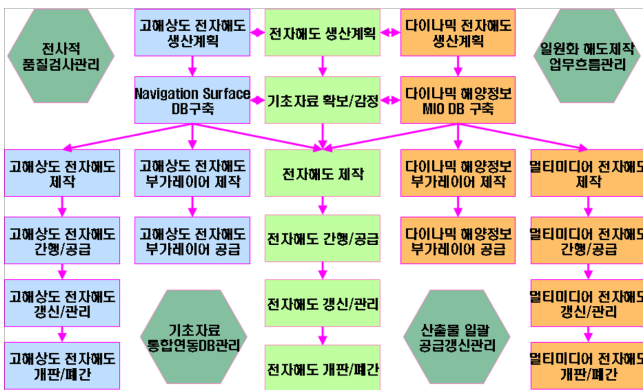 전사적
품질검사관리
고해상도 전자해도
생산계획
전자해도 생산계획
다이나믹 전자해도
생산계획
일원화 해도제작
업무흐름관리
Navigation Surface
DB구축
기초자료 확보/감정
다이나믹 해양정보
MIO DB 구축
고해상도 전자해도
제작
고해상도 전자해도
부가레이어 제작
전자해도 제작
다이나믹 해양정보
부가레이어 제작
멀티미디어 전자해도
제작
고해상도 전자해도
간행/공급
고해상도 전자해도
부가레이어 공급
전자해도 간행/공급
다이나믹 해양정보
부가레이어 공급
멀티미디어 전자해도
간행/공급
고해상도 전자해도
갱신/관리
기초자료
통합연동DB관리
전자해도 갱신/관리
산출물 일괄
공급갱신관리
멀티미디어 전자해도
갱신/관리
고해상도 전자해도
개판/폐간
전자해도 개판/폐간
멀티미디어 전자해도
개판/폐간